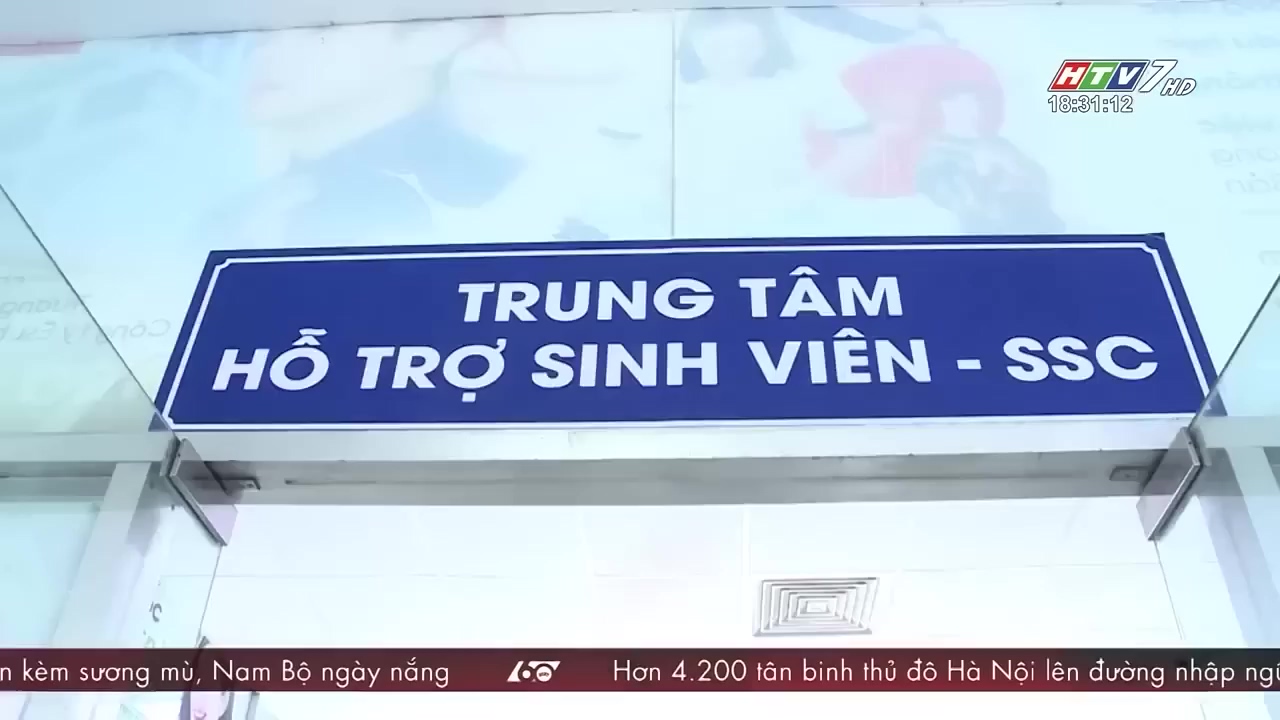 HTV7 HD
18:31:12
TRUNG TÂM
HỖ TRỢ SINH VIÊN - SSC
kèm sương mù, Nam Bộ ngày nắng
Hơn 4.200 tân binh thủ đô Hà Nội lên đường nhập